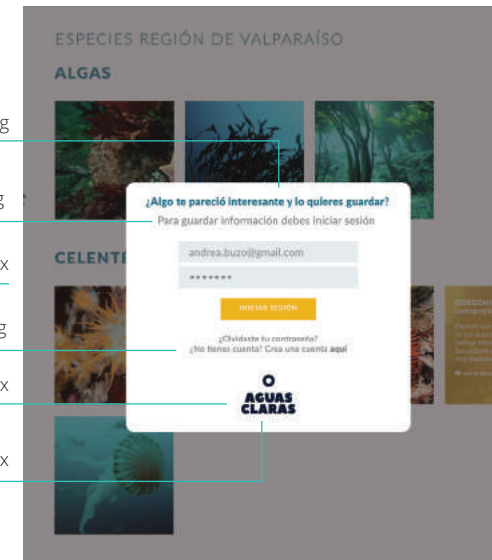 ESPECIES REGIÓN DE VALPARAÍSO
ALGAS
g
¿Algo te pareció interesante y lo quieres guardar?
g
Para guardar información debes iniciar sesión
andrea.buzo@gmail.com
CELENTE
x
*******
INICIAR SESIÓN
g
¿Olvidaste tu contraseña?
¿No tienes cuenta? Crea una cuenta aquí
x
AGUAS
CLARAS
x